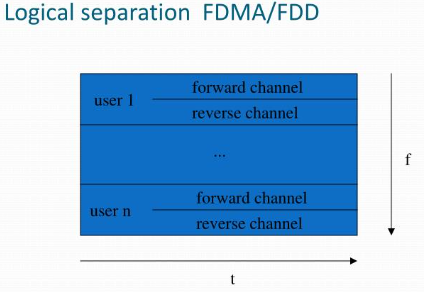 Logical separation FDMA/FDD
forward channel
user 1
reverse channel
...
forward channel
user n
reverse channel
f
t